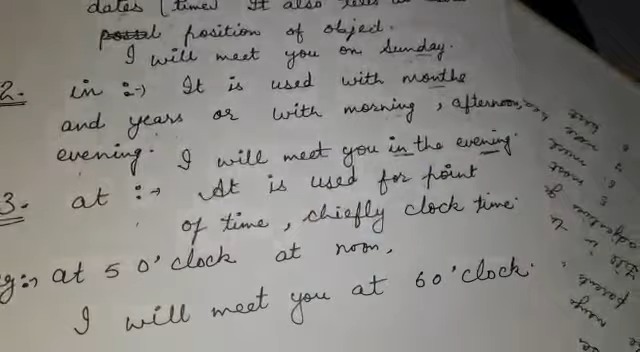 dates (time) It also tells us
position of object.
I will meet you on Sunday.
2. in :→ It is used with months
and years or with morning, afternoon,
evening. I will meet you in the evening.
3. at :→ It is used for point
of time, chiefly clock time.
g:→ at 5 o'clock at noon,
I will meet you at 6 o'clock.